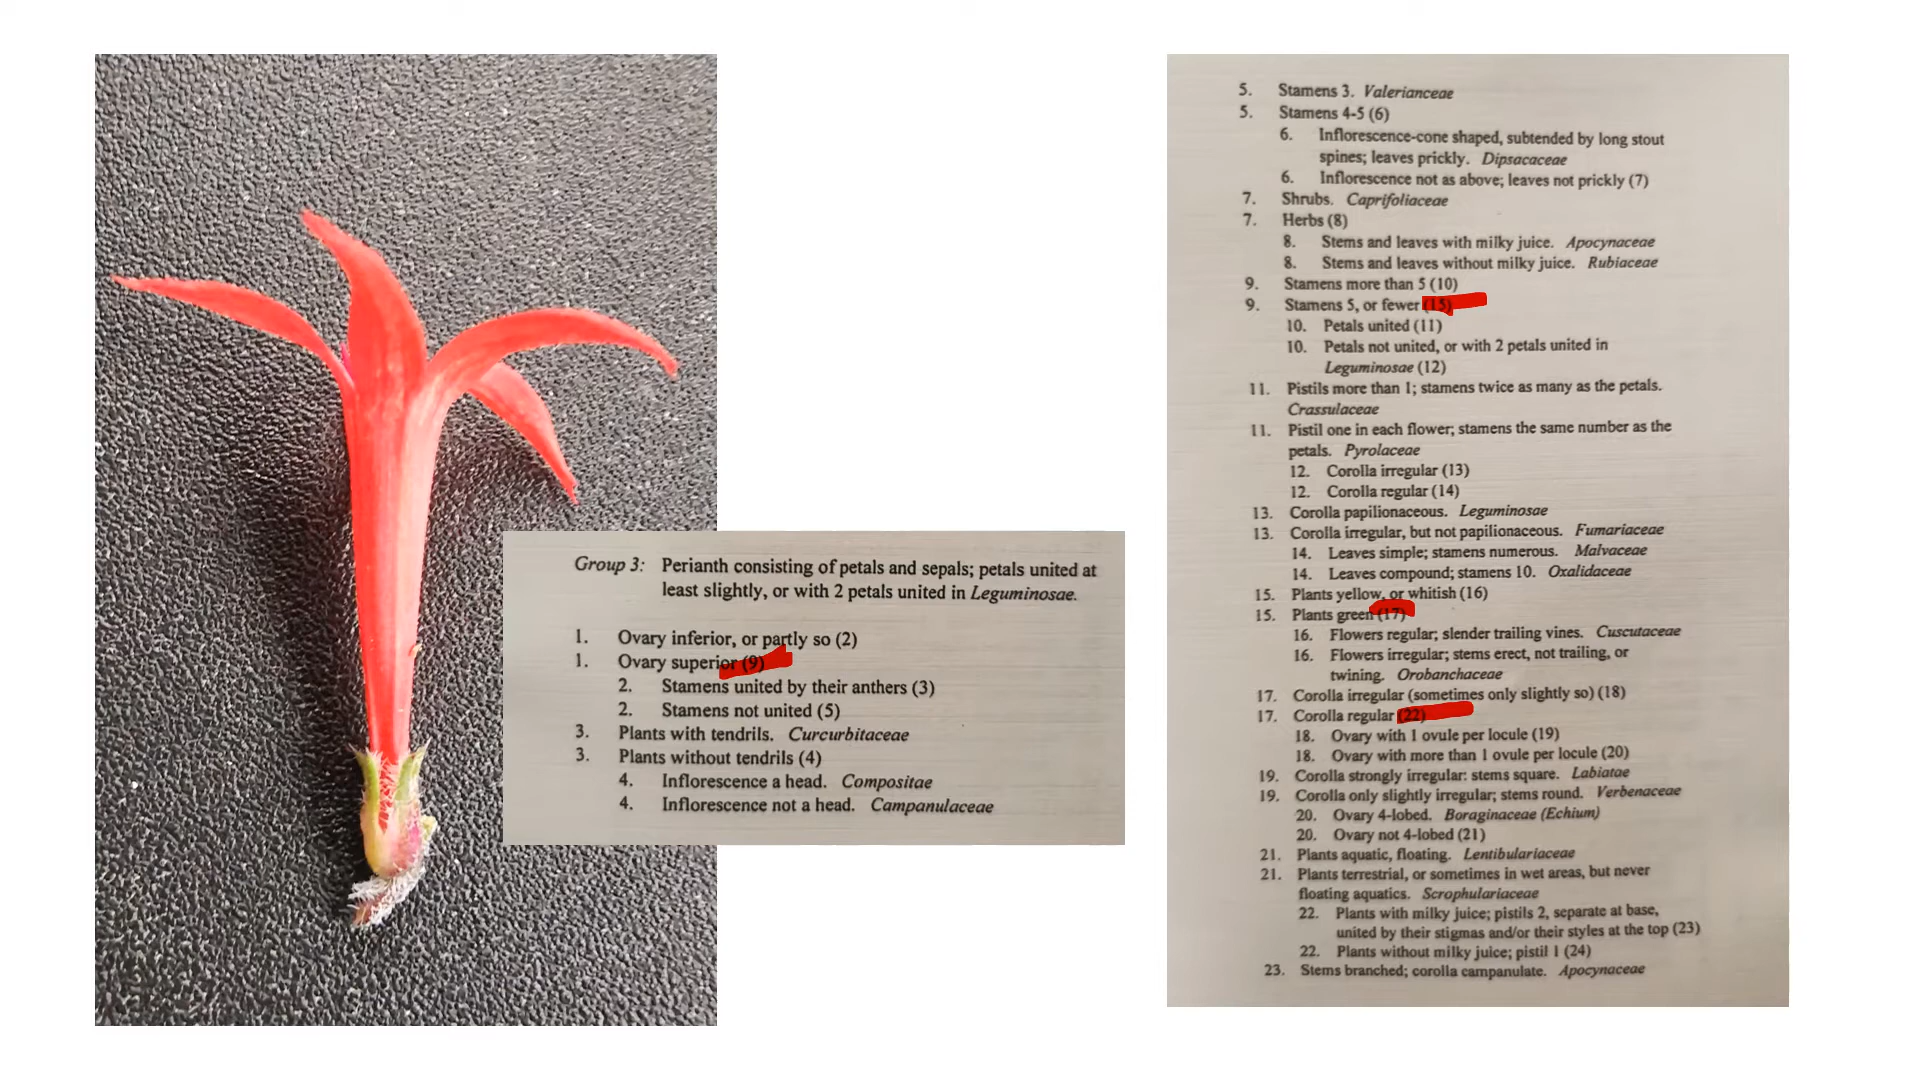 Group 3: Perianth consisting of petals and sepals; petals united at
least slightly, or with 2 petals united in Leguminosae.
1. Ovary inferior, or partly so (2)
1. Ovary superior (9)
2. Stamens united by their anthers (3)
2. Stamens not united (5)
3. Plants with tendrils. Curcurbitaceae
3. Plants without tendrils (4)
4. Inflorescence a head. Compositae
4. Inflorescence not a head. Campanulaceae
5. Stamens 3. Valerianceae
5. Stamens 4-5 (6)
6. Inflorescence-cone shaped, subtended by long stout
spines; leaves prickly. Dipsacaceae
6. Inflorescence not as above; leaves not prickly (7)
7. Shrubs. Caprifoliaceae
7. Herbs (8)
8. Stems and leaves with milky juice. Apocynaceae
8. Stems and leaves without milky juice. Rubiaceae
9. Stamens more than 5 (10)
9. Stamens 5, or fewer (15)
10. Petals united (11)
10. Petals not united, or with 2 petals united in
Leguminosae (12)
11. Pistils more than 1; stamens twice as many as the petals.
Crassulaceae
11. Pistil one in each flower; stamens the same number as the
petals. Pyrolaceae
12. Corolla irregular (13)
12. Corolla regular (14)
13. Corolla papilionaceous. Leguminosae
13. Corolla irregular, but not papilionaceous. Fumariaceae
14. Leaves simple; stamens numerous. Malvaceae
14. Leaves compound; stamens 10. Oxalidaceae
15. Plants yellow, or whitish (16)
15. Plants green (17)
16. Flowers regular; slender trailing vines. Cuscutaceae
16. Flowers irregular; stems erect, not trailing, or
twining. Orobanchaceae
17. Corolla irregular (sometimes only slightly so) (18)
17. Corolla regular (22)
18. Ovary with 1 ovule per locule (19)
18. Ovary with more than 1 ovule per locule (20)
19. Corolla strongly irregular: stems square. Labiatae
19. Corolla only slightly irregular; stems round. Verbenaceae
20. Ovary 4-lobed. Boraginaceae (Echium)
20. Ovary not 4-lobed (21)
21. Plants aquatic, floating. Lentibulariaceae
21. Plants terrestrial, or sometimes in wet areas, but never
floating aquatics. Scrophulariaceae
22. Plants with milky juice; pistils 2, separate at base,
united by their stigmas and/or their styles at the top (23)
22. Plants without milky juice; pistil 1 (24)
23. Stems branched; corolla campanulate. Apocynaceae